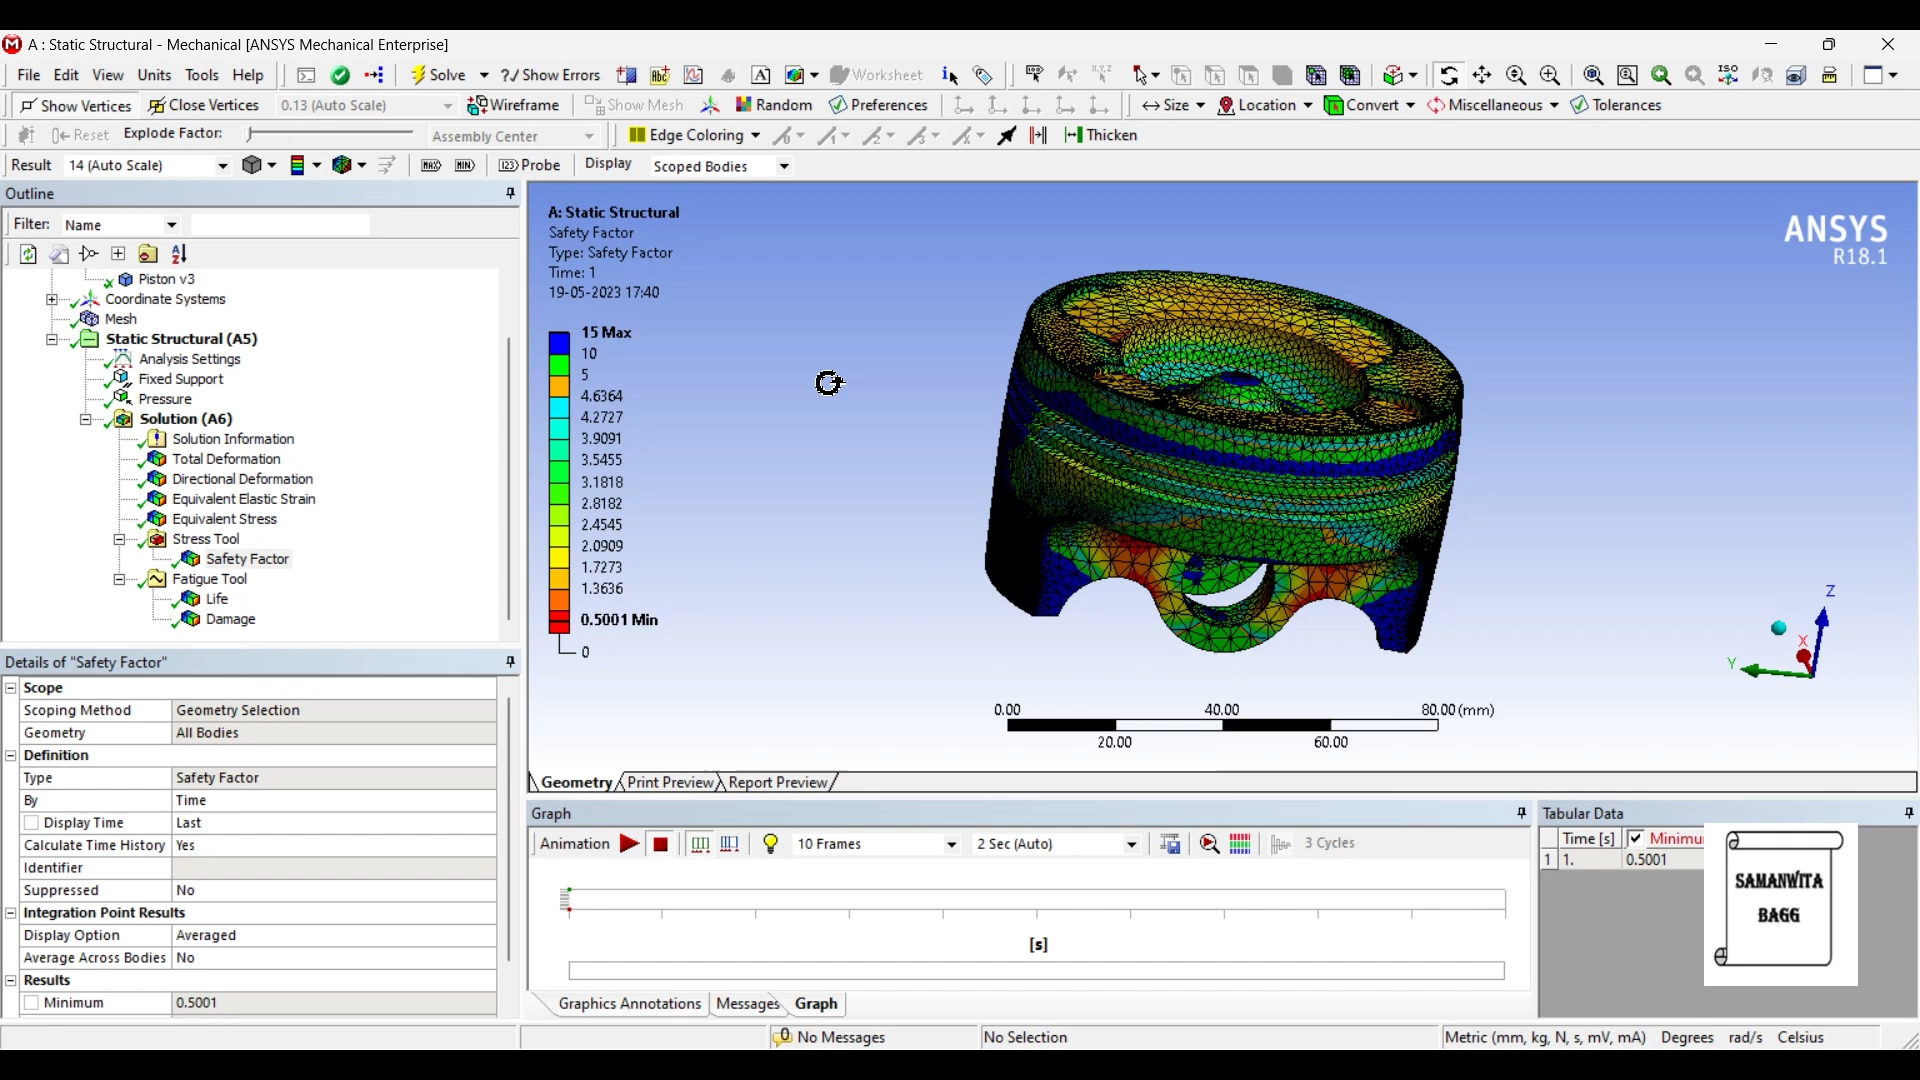 A : Static Structural - Mechanical [ANSYS Mechanical Enterprise]
File Edit View Units Tools Help Solve ?/ Show Errors Worksheet
Show Vertices Close Vertices 0.13 (Auto Scale) Wireframe Show Mesh Random Preferences Size Location Convert Miscellaneous Tolerances
Reset Explode Factor: Assembly Center Edge Coloring Thicken
Result 14 (Auto Scale) MAX MIN Probe Display Scoped Bodies
Outline
Filter: Name
Piston v3
Coordinate Systems
Mesh
Static Structural (A5)
Analysis Settings
Fixed Support
Pressure
Solution (A6)
Solution Information
Total Deformation
Directional Deformation
Equivalent Elastic Strain
Equivalent Stress
Stress Tool
Safety Factor
Fatigue Tool
Life
Damage
Details of "Safety Factor"
Scope
Scoping Method Geometry Selection
Geometry All Bodies
Definition
Type Safety Factor
By Time
Display Time Last
Calculate Time History Yes
Identifier
Suppressed No
Integration Point Results
Display Option Averaged
Average Across Bodies No
Results
Minimum 0.5001
A: Static Structural
Safety Factor
Type: Safety Factor
Time: 1
19-05-2023 17:40
15 Max
10
5
4.6364
4.2727
3.9091
3.5455
3.1818
2.8182
2.4545
2.0909
1.7273
1.3636
0.5001 Min
0
ANSYS
R18.1
Z
X
Y
0.00 40.00 80.00 (mm)
20.00 60.00
Geometry Print Preview Report Preview
Graph
Animation 10 Frames 2 Sec (Auto) 3 Cycles
[s]
Graphics Annotations Messages Graph
Tabular Data
Time [s] Minimu
1 1. 0.5001
SAMANWITA
BAGG
0 No Messages No Selection Metric (mm, kg, N, s, mV, mA) Degrees rad/s Celsius